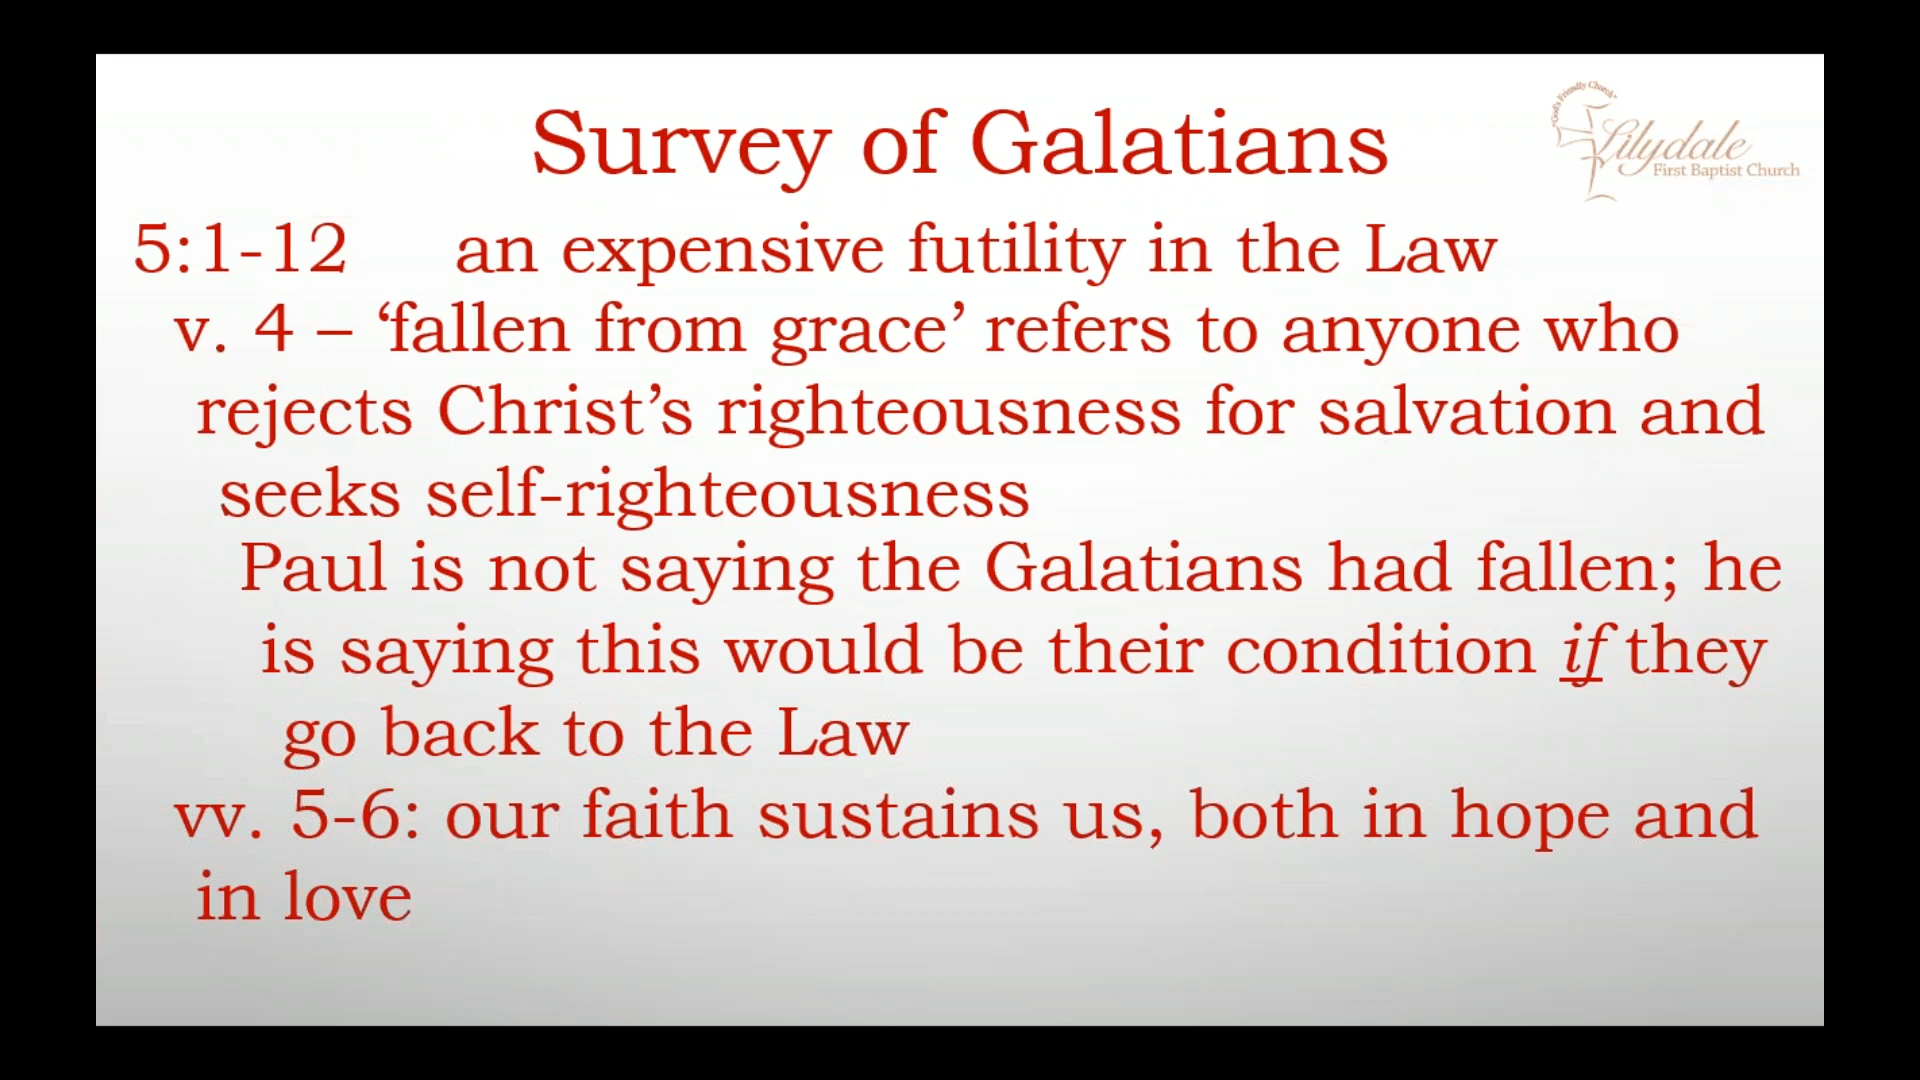 Survey of Galatians
God's Friendly Church
Lilydale
First Baptist Church
5:1-12 an expensive futility in the Law
v. 4 – ‘fallen from grace’ refers to anyone who
rejects Christ’s righteousness for salvation and
seeks self-righteousness
Paul is not saying the Galatians had fallen; he
is saying this would be their condition if they
go back to the Law
vv. 5-6: our faith sustains us, both in hope and
in love